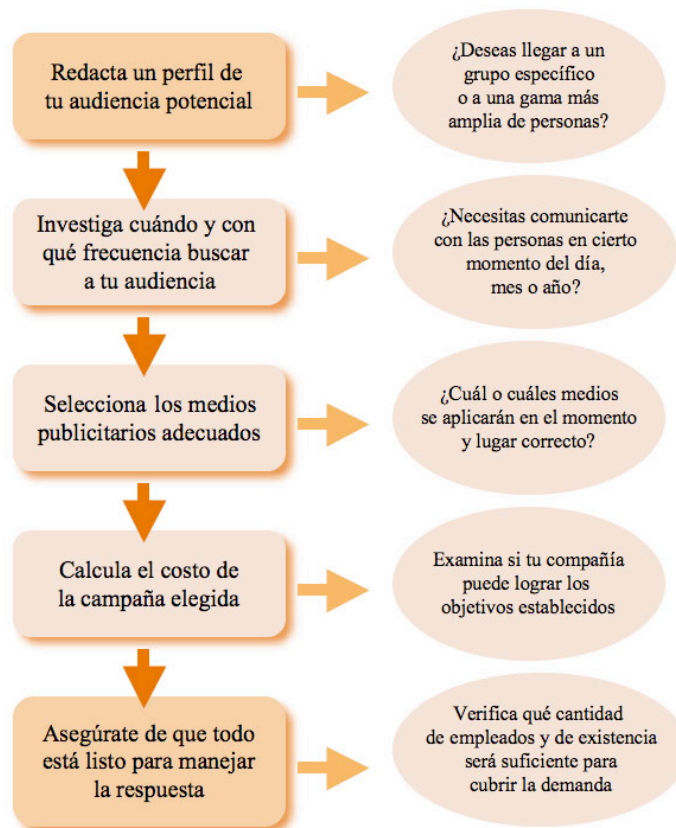 Redacta un perfil de
tu audiencia potencial
¿Deseas llegar a un
grupo específico
o a una gama más
amplia de personas?
Investiga cuándo y con
qué frecuencia buscar
a tu audiencia
¿Necesitas comunicarte
con las personas en cierto
momento del día,
mes o año?
Selecciona los medios
publicitarios adecuados
¿Cuál o cuáles medios
se aplicarán en el momento
y lugar correcto?
Calcula el costo de
la campaña elegida
Examina si tu compañía
puede lograr los
objetivos establecidos
Asegúrate de que todo
está listo para manejar
la respuesta
Verifica qué cantidad
de empleados y de existencia
será suficiente para
cubrir la demanda